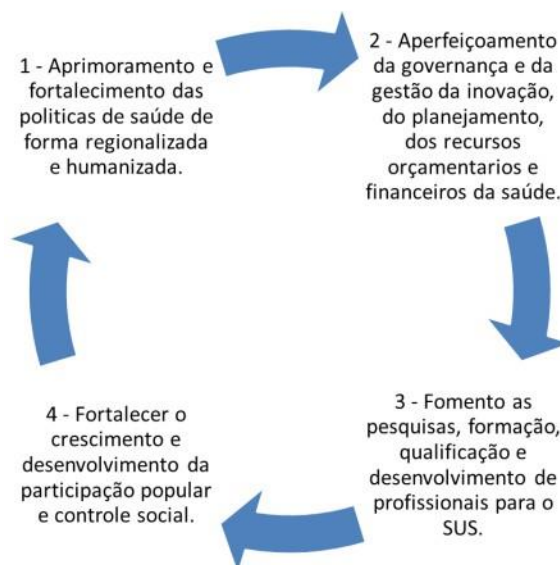 1 - Aprimoramento e
fortalecimento das
politicas de saúde de
forma regionalizada
e humanizada.
2 - Aperfeiçoamento
da governança e da
gestão da inovação,
do planejamento,
dos recursos
orçamentarios e
financeiros da saúde.
3 - Fomento as
pesquisas, formação,
qualificação e
desenvolvimento de
profissionais para o
SUS.
4 - Fortalecer o
crescimento e
desenvolvimento da
participação popular
e controle social.